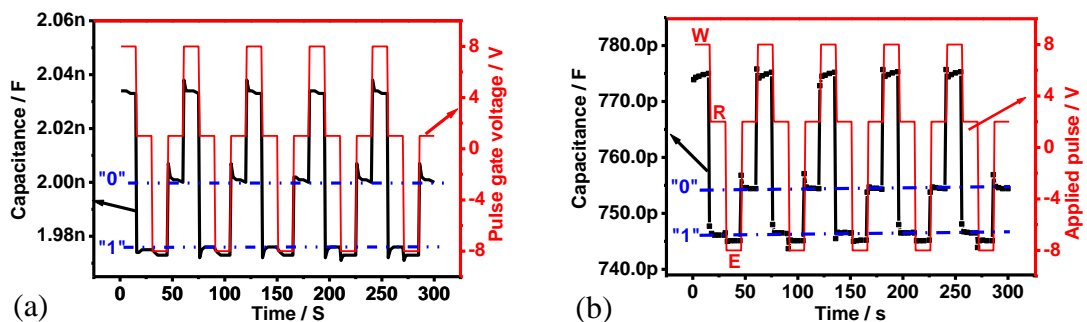 2.06n
2.04n
2.02n
2.00n
1.98n
Capacitance / F
"0"
"1"
8
4
0
-4
-8
Pulse gate voltage / V
0 50 100 150 200 250 300
Time / S
(a)
780.0p
770.0p
760.0p
750.0p
740.0p
Capacitance / F
W
R
E
"0"
"1"
8
4
0
-4
-8
Applied pulse / V
0 50 100 150 200 250 300
Time / s
(b)